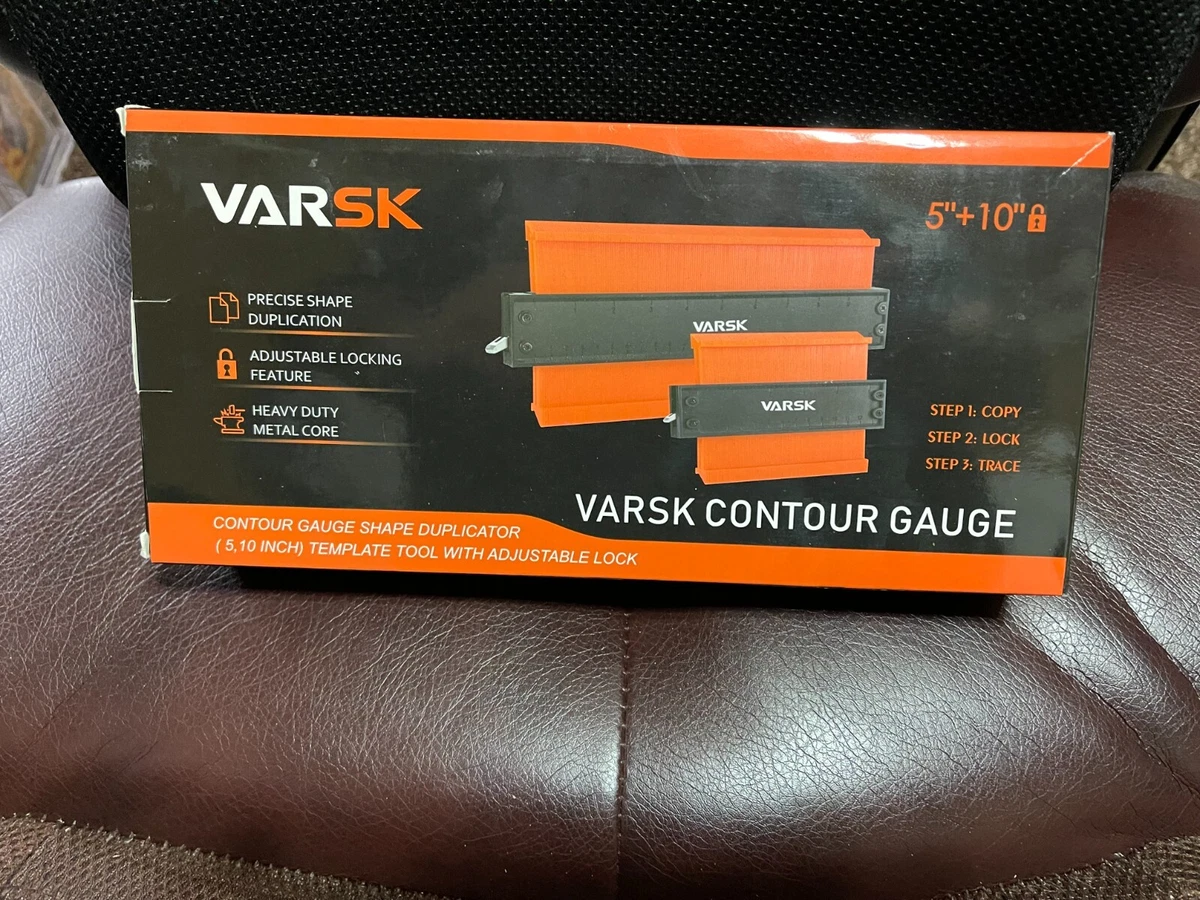 VARSK
5"+10"
PRECISE SHAPE
DUPLICATION
ADJUSTABLE LOCKING
FEATURE
HEAVY DUTY
METAL CORE
VARSK
VARSK
STEP 1: COPY
STEP 2: LOCK
STEP 3: TRACE
VARSK CONTOUR GAUGE
CONTOUR GAUGE SHAPE DUPLICATOR
( 5,10 INCH) TEMPLATE TOOL WITH ADJUSTABLE LOCK